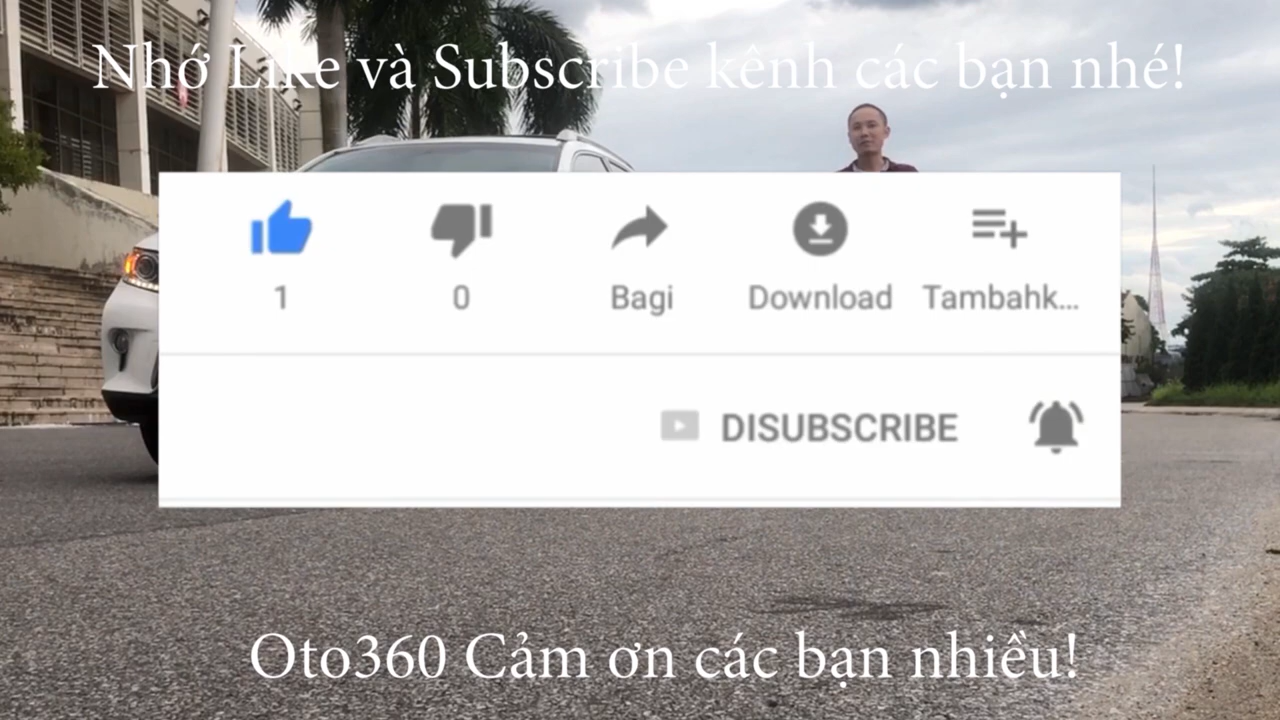 Nhớ Like và Subscribe kênh các bạn nhé!
1 0 Bagi Download Tambahk...
DISUBSCRIBE
Oto360 Cảm ơn các bạn nhiều!